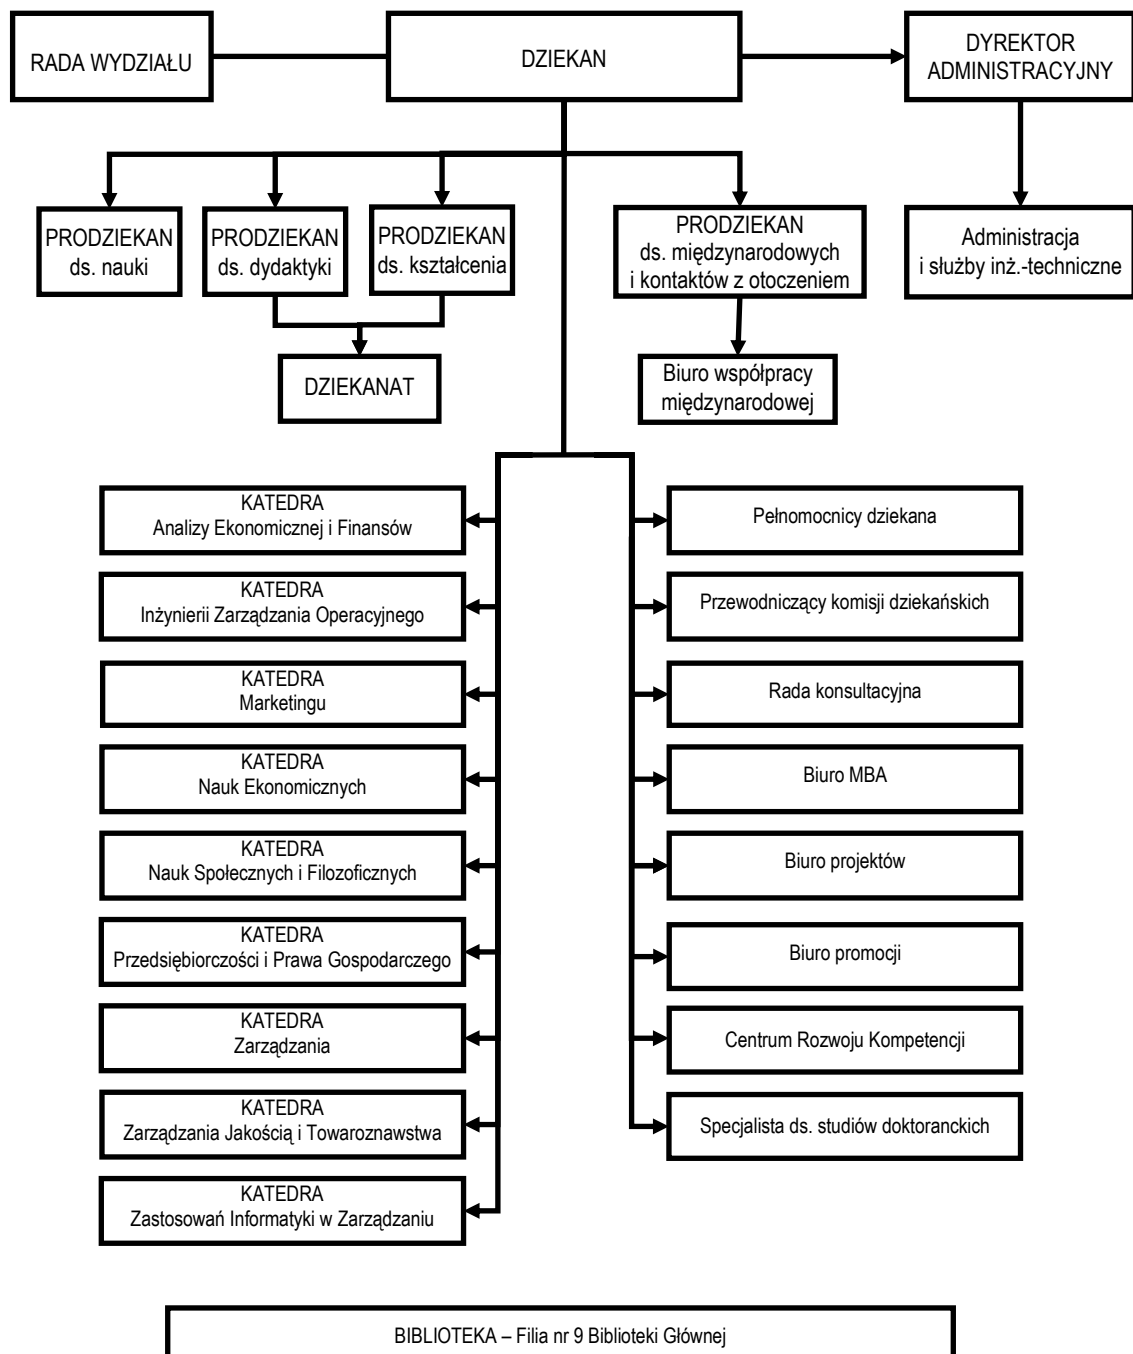 RADA WYDZIAŁU
DZIEKAN
DYREKTOR
ADMINISTRACYJNY
PRODZIEKAN
ds. nauki
PRODZIEKAN
ds. dydaktyki
PRODZIEKAN
ds. kształcenia
PRODZIEKAN
ds. międzynarodowych
i kontaktów z otoczeniem
Administracja
i służby inż.-techniczne
DZIEKANAT
Biuro współpracy
międzynarodowej
KATEDRA
Analizy Ekonomicznej i Finansów
KATEDRA
Inżynierii Zarządzania Operacyjnego
KATEDRA
Marketingu
KATEDRA
Nauk Ekonomicznych
KATEDRA
Nauk Społecznych i Filozoficznych
KATEDRA
Przedsiębiorczości i Prawa Gospodarczego
KATEDRA
Zarządzania
KATEDRA
Zarządzania Jakością i Towaroznawstwa
KATEDRA
Zastosowań Informatyki w Zarządzaniu
Pełnomocnicy dziekana
Przewodniczący komisji dziekańskich
Rada konsultacyjna
Biuro MBA
Biuro projektów
Biuro promocji
Centrum Rozwoju Kompetencji
Specjalista ds. studiów doktoranckich
BIBLIOTEKA – Filia nr 9 Biblioteki Głównej